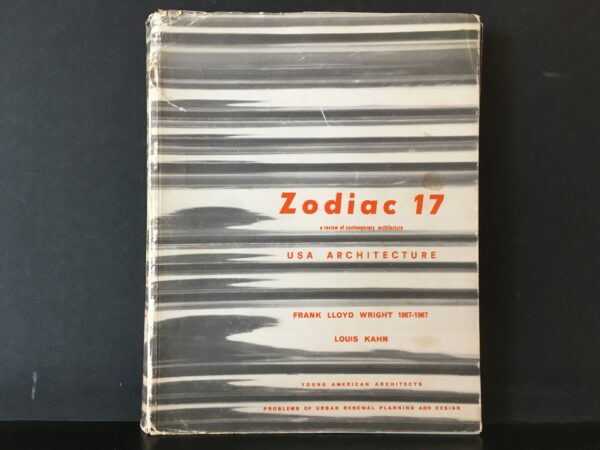 Zodiac 17
a review of contemporary architecture
USA ARCHITECTURE
FRANK LLOYD WRIGHT 1867-1967
LOUIS KAHN
YOUNG AMERICAN ARCHITECTS
PROBLEMS OF URBAN RENEWAL PLANNING AND DESIGN